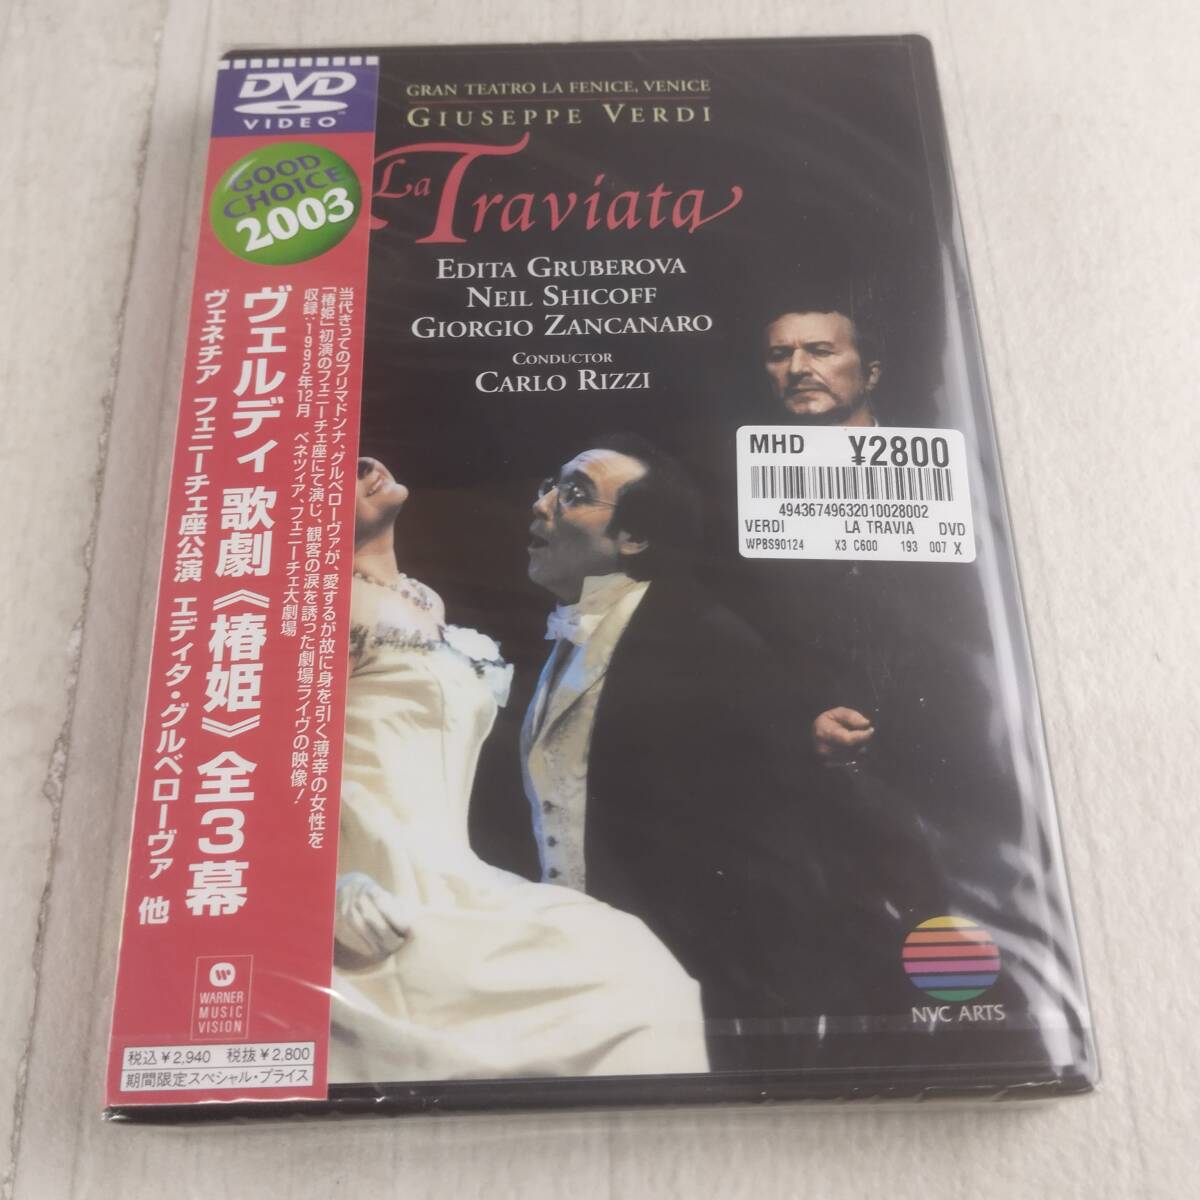 DVD
VIDEO
GOOD
CHOICE
2003
当代きってのプリマドンナ、グルベローヴァが、愛するが故に身を引く薄幸の女性を
「椿姫」初演のフェニーチェ座にて演じ、観客の涙を誘った劇場ライヴの映像!
収録:1992年12月 ベネツィア、フェニーチェ大劇場
ヴェルディ 歌劇《椿姫》全3幕
ヴェネチア フェニーチェ座公演 エディタ・グルベローヴァ 他
WARNER
MUSIC
VISION
税込¥2,940 税抜¥2,800
期間限定スペシャル・プライス
GRAN TEATRO LA FENICE, VENICE
GIUSEPPE VERDI
La Traviata
EDITA GRUBEROVA
NEIL SHICOFF
GIORGIO ZANCANARO
CONDUCTOR
CARLO RIZZI
MHD ¥2800
49436749632010028002
VERDI LA TRAVIA DVD
WPBS90124 X3 C600 193 007 X
NVC ARTS